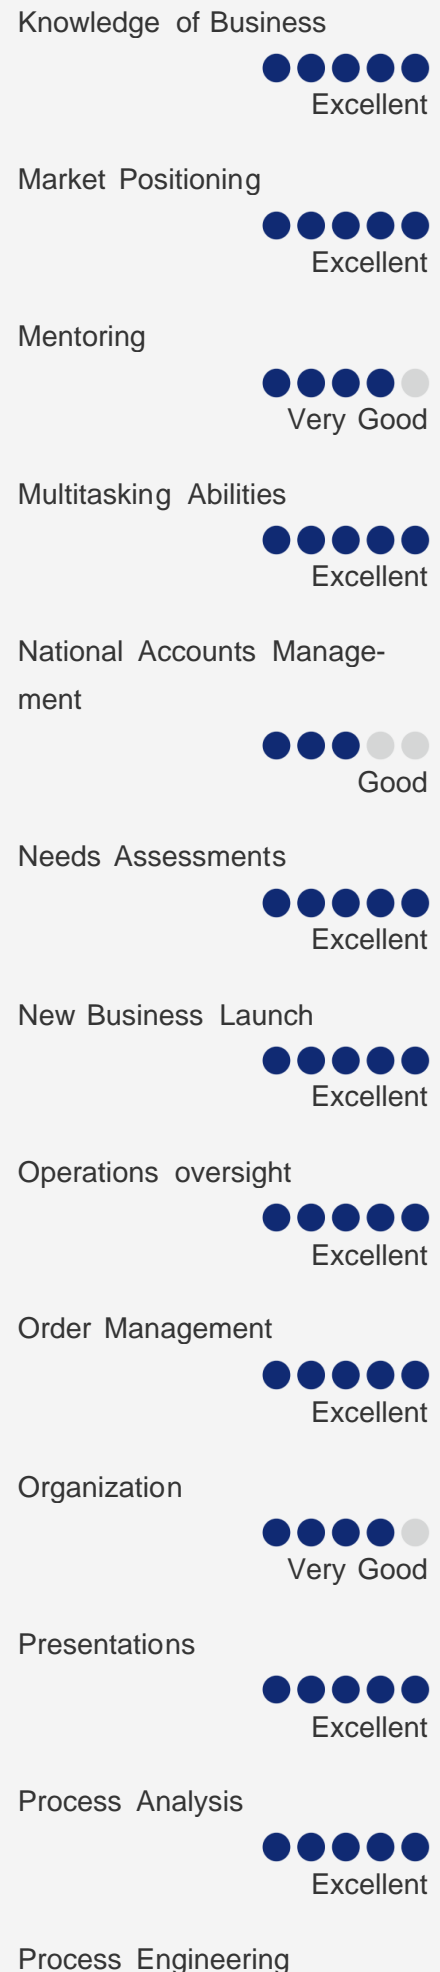 Knowledge of Business
Excellent
Market Positioning
Excellent
Mentoring
Very Good
Multitasking Abilities
Excellent
National Accounts Manage-
ment
Good
Needs Assessments
Excellent
New Business Launch
Excellent
Operations oversight
Excellent
Order Management
Excellent
Organization
Very Good
Presentations
Excellent
Process Analysis
Excellent
Process Engineering